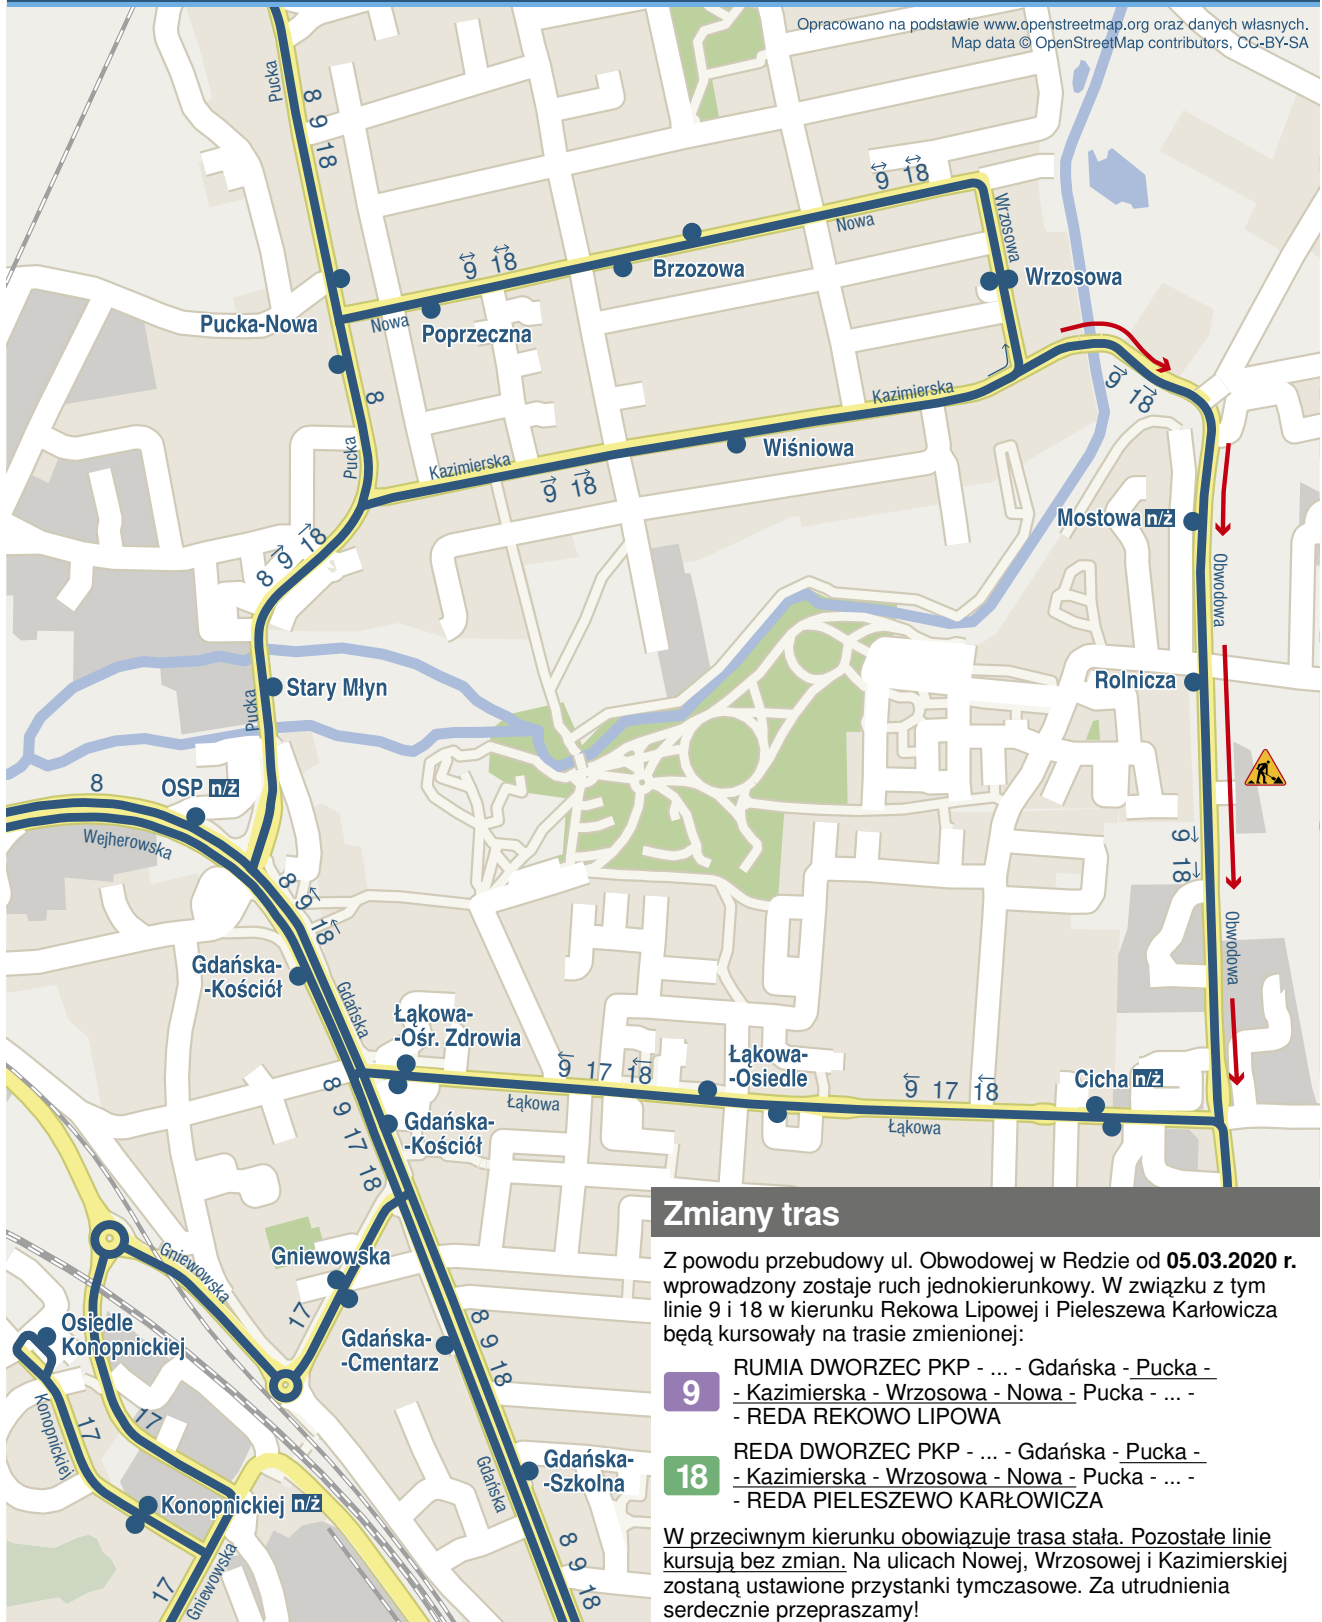 Opracowano na podstawie www.openstreetmap.org oraz danych własnych.
Map data © OpenStreetMap contributors, CC-BY-SA
Pucka
8 9 18
9 18
Nowa
Wrzosowa
9 18
Brzozowa
Wrzosowa
Pucka-Nowa
Nowa
Poprzeczna
8
Kazimierska
9 18
Pucka
Kazimierska
Wiśniowa
9 18
8 9 18
Mostowa n/ż
Obwodowa
Stary Młyn
Pucka
Rolnicza
8
OSP n/ż
Wejherowska
9 18
8 9 18
Obwodowa
Gdańska-
-Kościół
Gdańska
Łąkowa-
-Ośr. Zdrowia
9 17 18
Łąkowa-
-Osiedle
9 17 18
Cicha n/ż
Łąkowa
Łąkowa
8 9 17 18
Gdańska-
-Kościół
Gniewowska
Gniewowska
17
Osiedle
Konopnickiej
Gdańska-
-Cmentarz
8 9 18
Konopnickiej
17
17
Gdańska
Gdańska-
-Szkolna
Konopnickiej n/ż
8 9 18
17
Gniewowska
Zmiany tras
Z powodu przebudowy ul. Obwodowej w Redzie od 05.03.2020 r.
wprowadzony zostaje ruch jednokierunkowy. W związku z tym
linie 9 i 18 w kierunku Rekowa Lipowej i Pieleszewa Karłowicza
będą kursowały na trasie zmienionej:
9
RUMIA DWORZEC PKP - ... - Gdańska - Pucka -
- Kazimierska - Wrzosowa - Nowa - Pucka - ... -
- REDA REKOWO LIPOWA
18
REDA DWORZEC PKP - ... - Gdańska - Pucka -
- Kazimierska - Wrzosowa - Nowa - Pucka - ... -
- REDA PIELESZEWO KARŁOWICZA
W przeciwnym kierunku obowiązuje trasa stała. Pozostałe linie
kursują bez zmian. Na ulicach Nowej, Wrzosowej i Kazimierskiej
zostaną ustawione przystanki tymczasowe. Za utrudnienia
serdecznie przepraszamy!